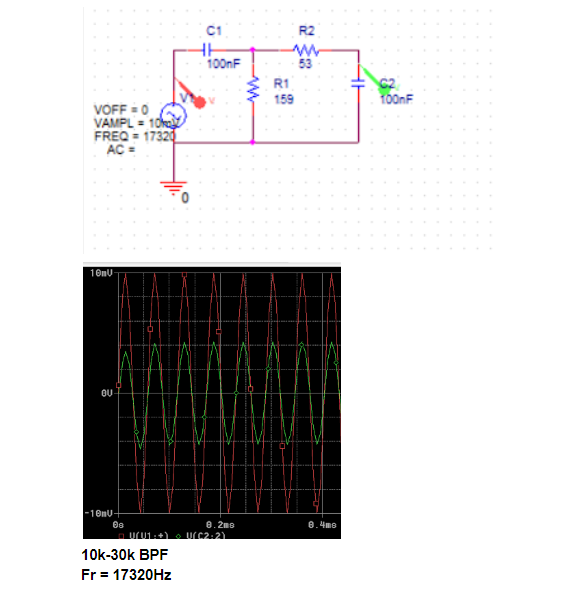 C1
R2
100nF
53
R1
159
C2
100nF
V1
V
VOFF = 0
VAMPL = 10mV
FREQ = 17320
AC =
0
10mV
0V
-10mV
0s
0.2ms
0.4ms
V(V1:+)
V(C2:2)
10k-30k BPF
Fr = 17320Hz